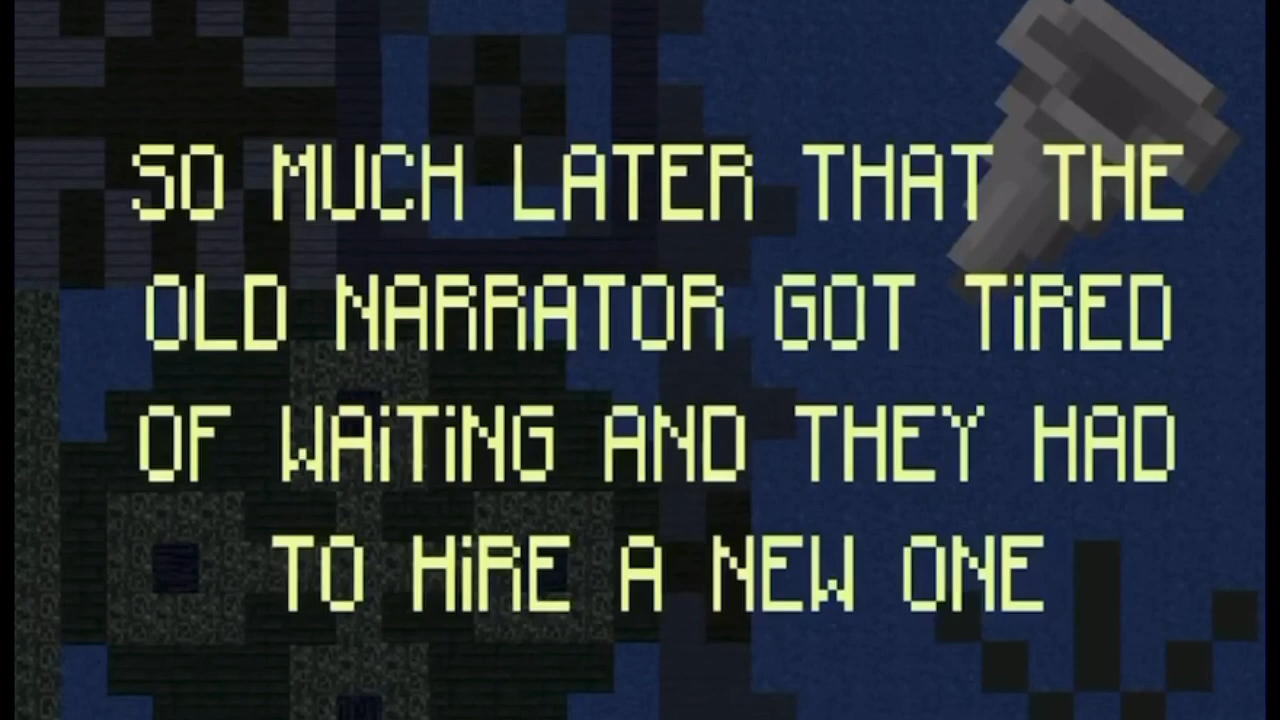 SO MUCH LATER THAT THE
OLD NARRATOR GOT TiRED
OF WAiTiNG AND THEY HAD
TO HiRE A NEW ONE